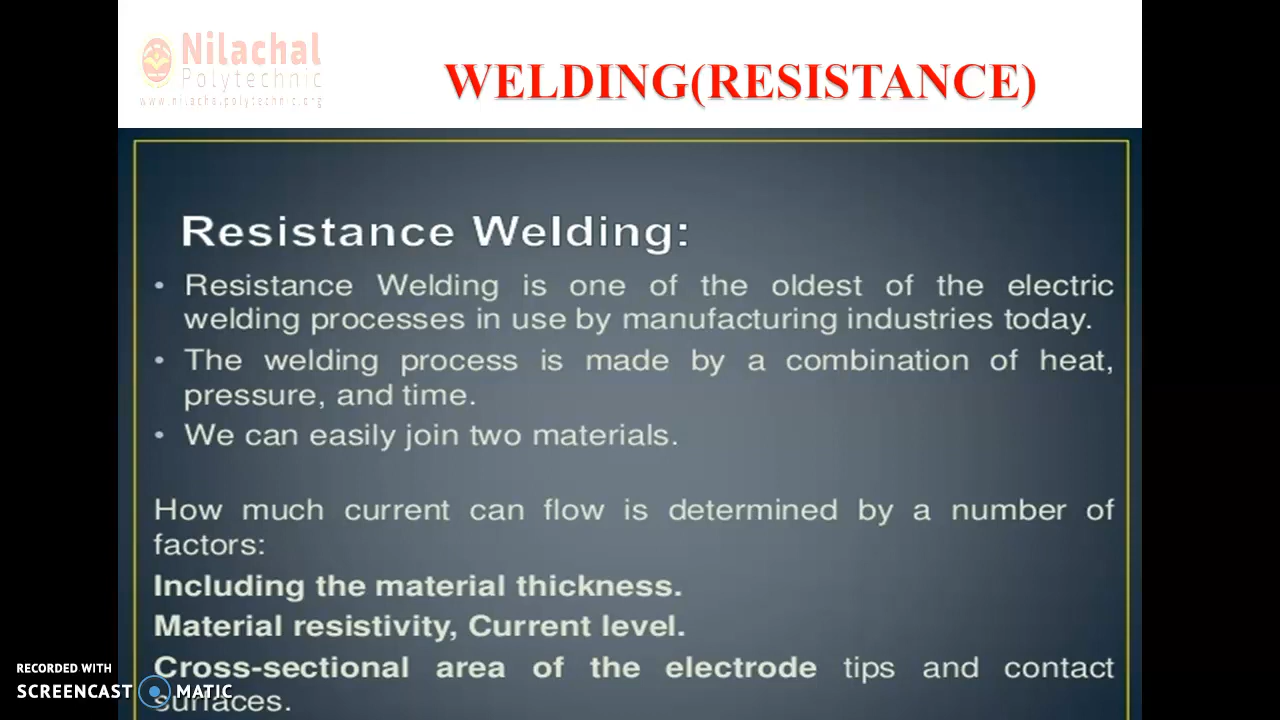 Nilachal
Polytechnic
www.nilachalpolytechnic.org
WELDING(RESISTANCE)
Resistance Welding:
• Resistance Welding is one of the oldest of the electric
welding processes in use by manufacturing industries today.
• The welding process is made by a combination of heat,
pressure, and time.
• We can easily join two materials.
How much current can flow is determined by a number of
factors:
Including the material thickness.
Material resistivity, Current level.
Cross-sectional area of the electrode tips and contact
surfaces.
RECORDED WITH
SCREENCAST MATIC